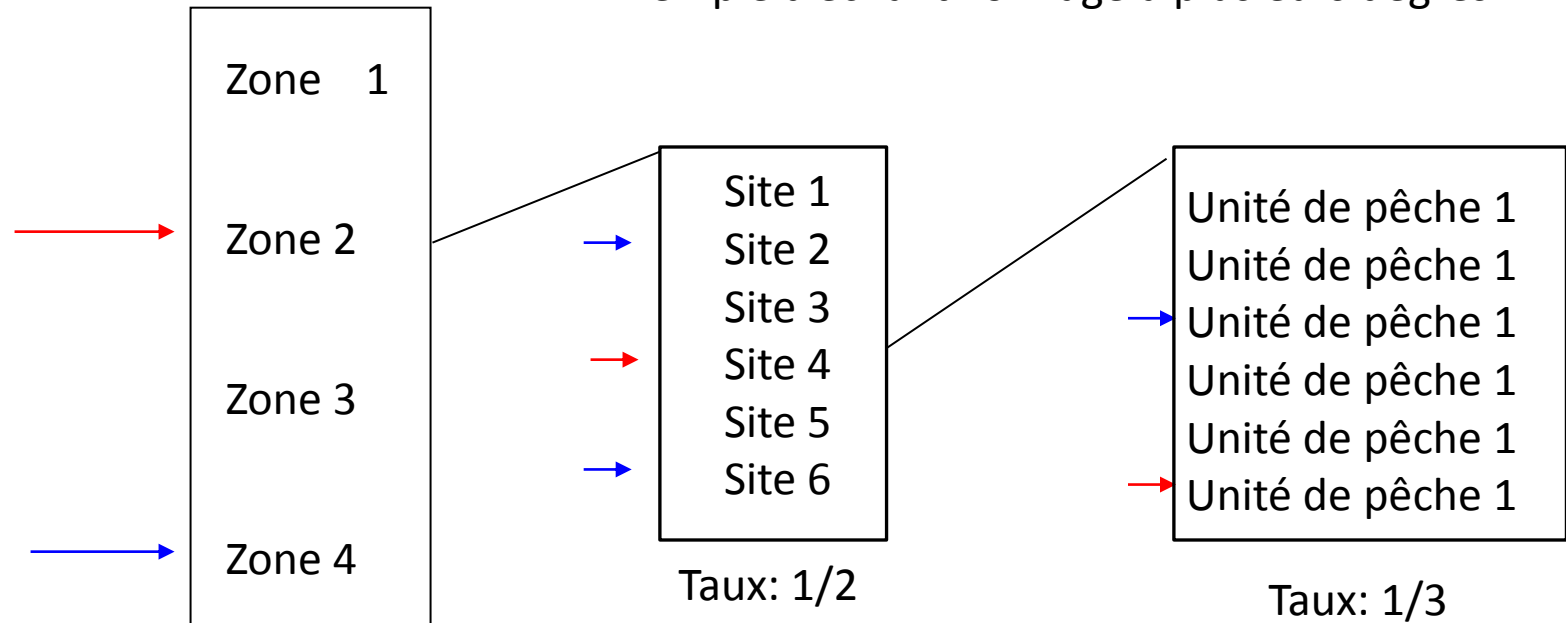 Zone 1
Zone 2
Zone 3
Zone 4
Site 1
Site 2
Site 3
Site 4
Site 5
Site 6
Taux: 1/2
Unité de pêche 1
Unité de pêche 1
Unité de pêche 1
Unité de pêche 1
Unité de pêche 1
Unité de pêche 1
Taux: 1/3